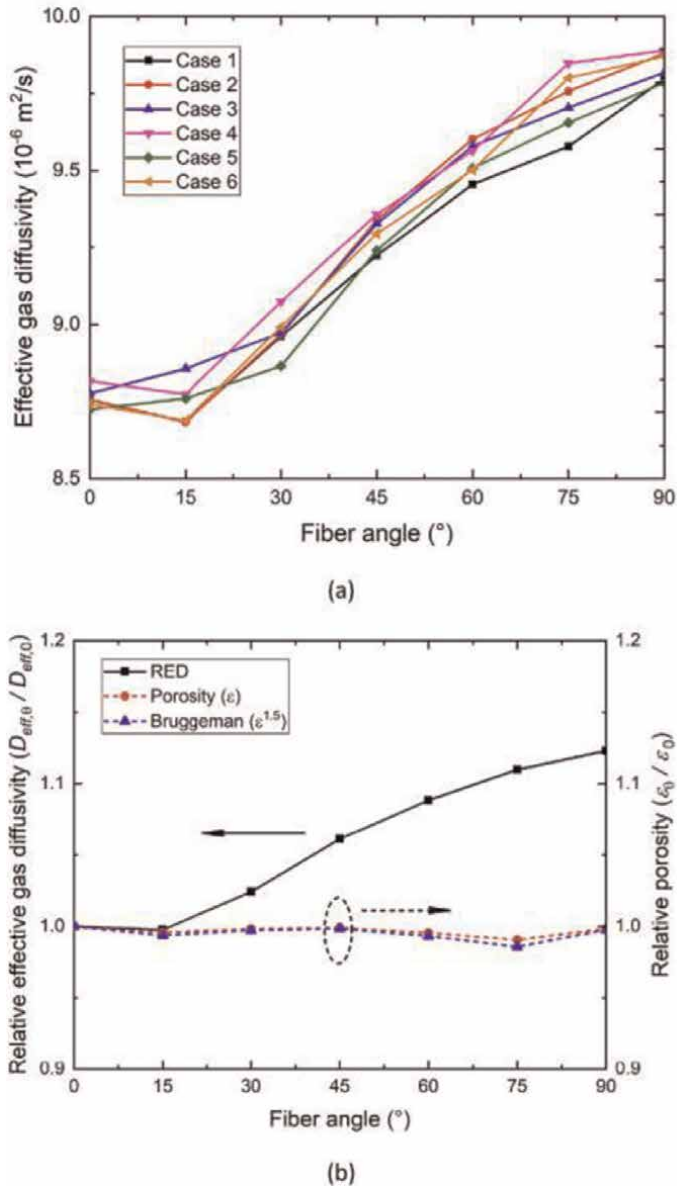 10.0
9.5
9.0
8.5
Effective gas diffusivity (10⁻⁶ m²/s)
Case 1
Case 2
Case 3
Case 4
Case 5
Case 6
0 15 30 45 60 75 90
Fiber angle (°)
(a)
1.2 1.2
1.1 1.1
1.0 1.0
0.9 0.9
Relative effective gas diffusivity (D_eff,θ / D_eff,0)
RED
Porosity (ε)
Bruggeman (ε¹·⁵)
Relative porosity (ε₀ / ε₀)
0 15 30 45 60 75 90
Fiber angle (°)
(b)